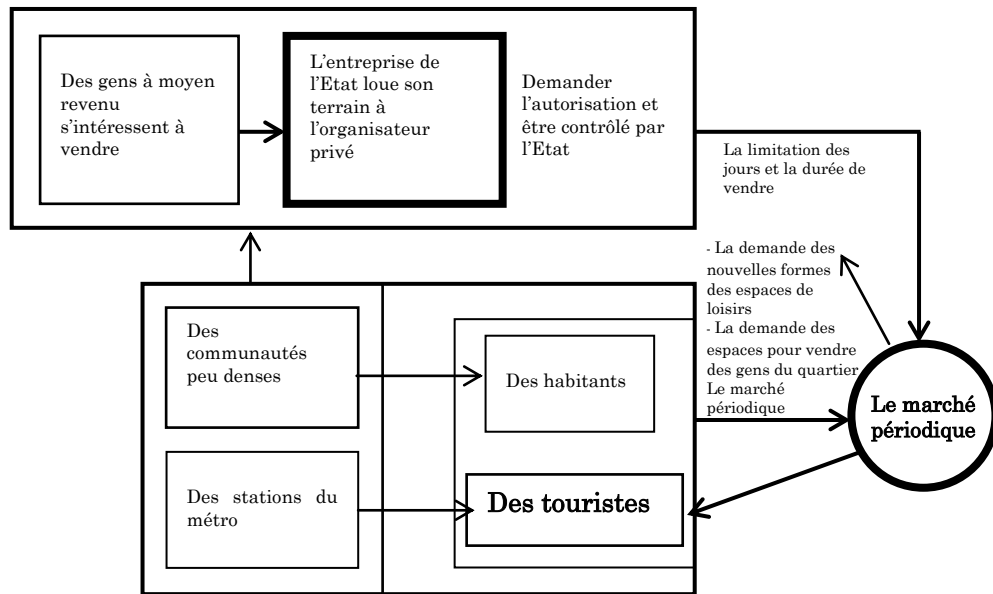 Des gens à moyen
revenu
s'intéressent à
vendre
L'entreprise de
l'Etat loue son
terrain à
l'organisateur
privé
Demander
l'autorisation et
être contrôlé par
l'Etat
La limitation des
jours et la durée de
vendre
- La demande des
nouvelles formes
des espaces de
loisirs
- La demande des
espaces pour vendre
des gens du quartier
Le marché
périodique
Des
communautés
peu denses
Des habitants
Le marché
périodique
Des stations du
métro
Des touristes